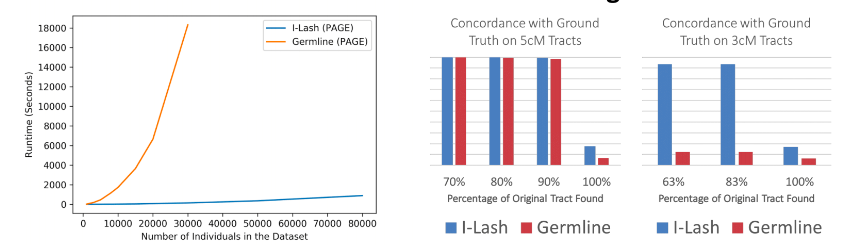 18000
16000
14000
12000
10000
8000
6000
4000
2000
0
Runtime (Seconds)
I-Lash (PAGE)
Germline (PAGE)
0 10000 20000 30000 40000 50000 60000 70000 80000
Number of Individuals in the Dataset
Concordance with Ground
Truth on 5cM Tracts
70% 80% 90% 100%
Percentage of Original Tract Found
I-Lash Germline
Concordance with Ground
Truth on 3cM Tracts
63% 83% 100%
Percentage of Original Tract Found
I-Lash Germline